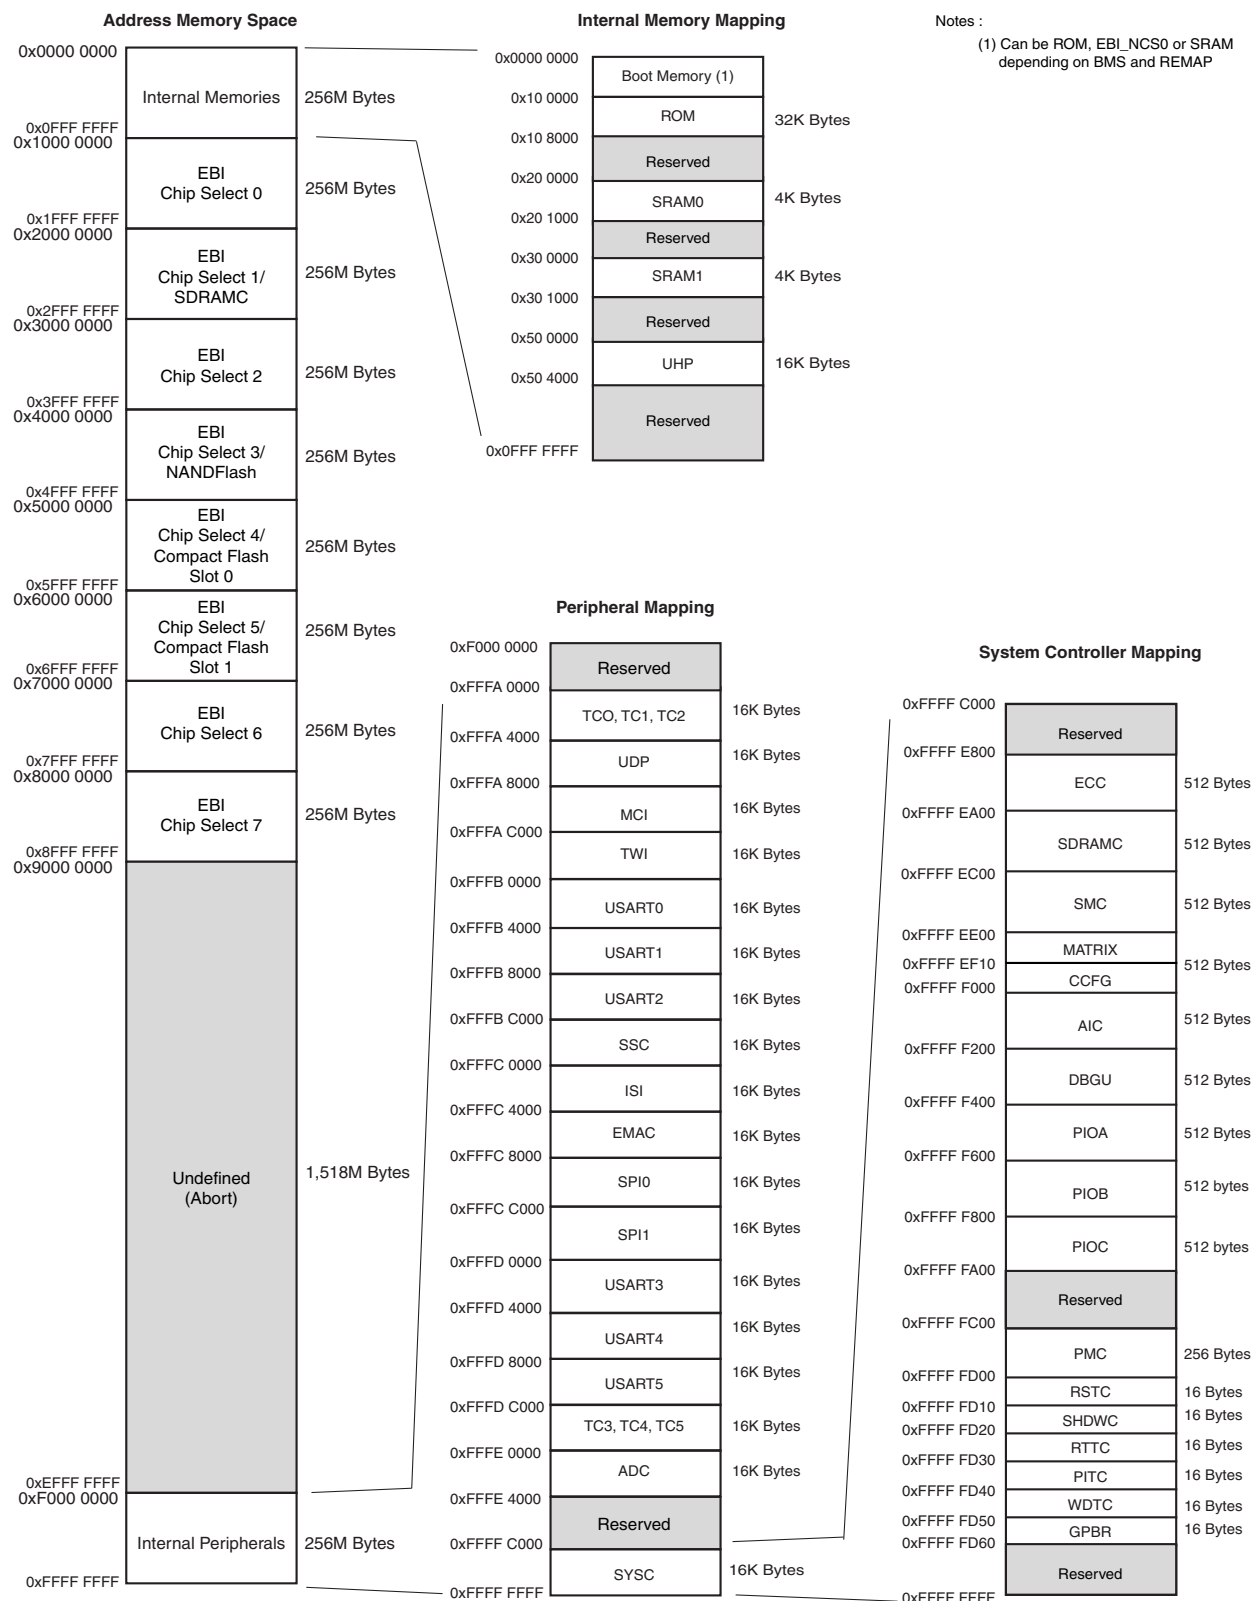 Address Memory Space
0x0000 0000
Internal Memories
256M Bytes
0x0FFF FFFF
0x1000 0000
EBI
Chip Select 0
256M Bytes
0x1FFF FFFF
0x2000 0000
EBI
Chip Select 1/
SDRAMC
256M Bytes
0x2FFF FFFF
0x3000 0000
EBI
Chip Select 2
256M Bytes
0x3FFF FFFF
0x4000 0000
EBI
Chip Select 3/
NANDFlash
256M Bytes
0x4FFF FFFF
0x5000 0000
EBI
Chip Select 4/
Compact Flash
Slot 0
256M Bytes
0x5FFF FFFF
0x6000 0000
EBI
Chip Select 5/
Compact Flash
Slot 1
256M Bytes
0x6FFF FFFF
0x7000 0000
EBI
Chip Select 6
256M Bytes
0x7FFF FFFF
0x8000 0000
EBI
Chip Select 7
256M Bytes
0x8FFF FFFF
0x9000 0000
Undefined
(Abort)
1,518M Bytes
0xEFFF FFFF
0xF000 0000
Internal Peripherals
256M Bytes
0xFFFF FFFF
Internal Memory Mapping
0x0000 0000
Boot Memory (1)
0x10 0000
ROM
32K Bytes
0x10 8000
Reserved
0x20 0000
SRAM0
4K Bytes
0x20 1000
Reserved
0x30 0000
SRAM1
4K Bytes
0x30 1000
Reserved
0x50 0000
UHP
16K Bytes
0x50 4000
Reserved
0x0FFF FFFF
Notes :
(1) Can be ROM, EBI_NCS0 or SRAM
depending on BMS and REMAP
Peripheral Mapping
0xF000 0000
Reserved
0xFFFA 0000
TCO, TC1, TC2
16K Bytes
0xFFFA 4000
UDP
16K Bytes
0xFFFA 8000
MCI
16K Bytes
0xFFFA C000
TWI
16K Bytes
0xFFFB 0000
USART0
16K Bytes
0xFFFB 4000
USART1
16K Bytes
0xFFFB 8000
USART2
16K Bytes
0xFFFB C000
SSC
16K Bytes
0xFFFC 0000
ISI
16K Bytes
0xFFFC 4000
EMAC
16K Bytes
0xFFFC 8000
SPI0
16K Bytes
0xFFFC C000
SPI1
16K Bytes
0xFFFD 0000
USART3
16K Bytes
0xFFFD 4000
USART4
16K Bytes
0xFFFD 8000
USART5
16K Bytes
0xFFFD C000
TC3, TC4, TC5
16K Bytes
0xFFFE 0000
ADC
16K Bytes
0xFFFE 4000
Reserved
0xFFFF C000
SYSC
16K Bytes
0xFFFF FFFF
System Controller Mapping
0xFFFF C000
Reserved
0xFFFF E800
ECC
512 Bytes
0xFFFF EA00
SDRAMC
512 Bytes
0xFFFF EC00
SMC
512 Bytes
0xFFFF EE00
MATRIX
0xFFFF EF10
512 Bytes
CCFG
0xFFFF F000
AIC
512 Bytes
0xFFFF F200
DBGU
512 Bytes
0xFFFF F400
PIOA
512 Bytes
0xFFFF F600
PIOB
512 bytes
0xFFFF F800
PIOC
512 bytes
0xFFFF FA00
Reserved
0xFFFF FC00
PMC
256 Bytes
0xFFFF FD00
RSTC
16 Bytes
0xFFFF FD10
SHDWC
16 Bytes
0xFFFF FD20
RTTC
16 Bytes
0xFFFF FD30
PITC
16 Bytes
0xFFFF FD40
WDTC
16 Bytes
0xFFFF FD50
GPBR
16 Bytes
0xFFFF FD60
Reserved
0xFFFF FFFF